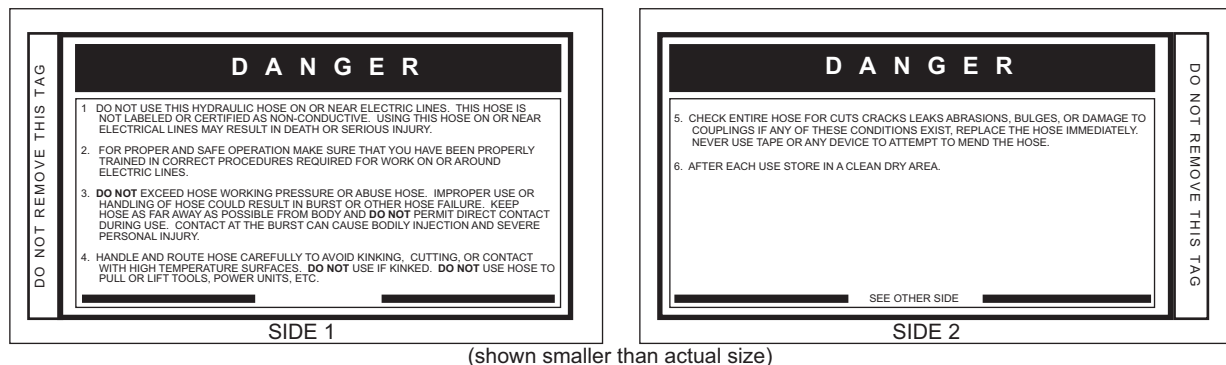 DO NOT REMOVE THIS TAG
D A N G E R
1 DO NOT USE THIS HYDRAULIC HOSE ON OR NEAR ELECTRIC LINES. THIS HOSE IS
NOT LABELED OR CERTIFIED AS NON-CONDUCTIVE. USING THIS HOSE ON OR NEAR
ELECTRICAL LINES MAY RESULT IN DEATH OR SERIOUS INJURY.
2. FOR PROPER AND SAFE OPERATION MAKE SURE THAT YOU HAVE BEEN PROPERLY
TRAINED IN CORRECT PROCEDURES REQUIRED FOR WORK ON OR AROUND
ELECTRIC LINES.
3. DO NOT EXCEED HOSE WORKING PRESSURE OR ABUSE HOSE. IMPROPER USE OR
HANDLING OF HOSE COULD RESULT IN BURST OR OTHER HOSE FAILURE. KEEP
HOSE AS FAR AWAY AS POSSIBLE FROM BODY AND DO NOT PERMIT DIRECT CONTACT
DURING USE. CONTACT AT THE BURST CAN CAUSE BODILY INJECTION AND SEVERE
PERSONAL INJURY.
4. HANDLE AND ROUTE HOSE CAREFULLY TO AVOID KINKING, CUTTING, OR CONTACT
WITH HIGH TEMPERATURE SURFACES. DO NOT USE IF KINKED. DO NOT USE HOSE TO
PULL OR LIFT TOOLS, POWER UNITS, ETC.
SIDE 1
D A N G E R
5. CHECK ENTIRE HOSE FOR CUTS CRACKS LEAKS ABRASIONS, BULGES, OR DAMAGE TO
COUPLINGS IF ANY OF THESE CONDITIONS EXIST, REPLACE THE HOSE IMMEDIATELY.
NEVER USE TAPE OR ANY DEVICE TO ATTEMPT TO MEND THE HOSE.
6. AFTER EACH USE STORE IN A CLEAN DRY AREA.
SEE OTHER SIDE
DO NOT REMOVE THIS TAG
SIDE 2
(shown smaller than actual size)